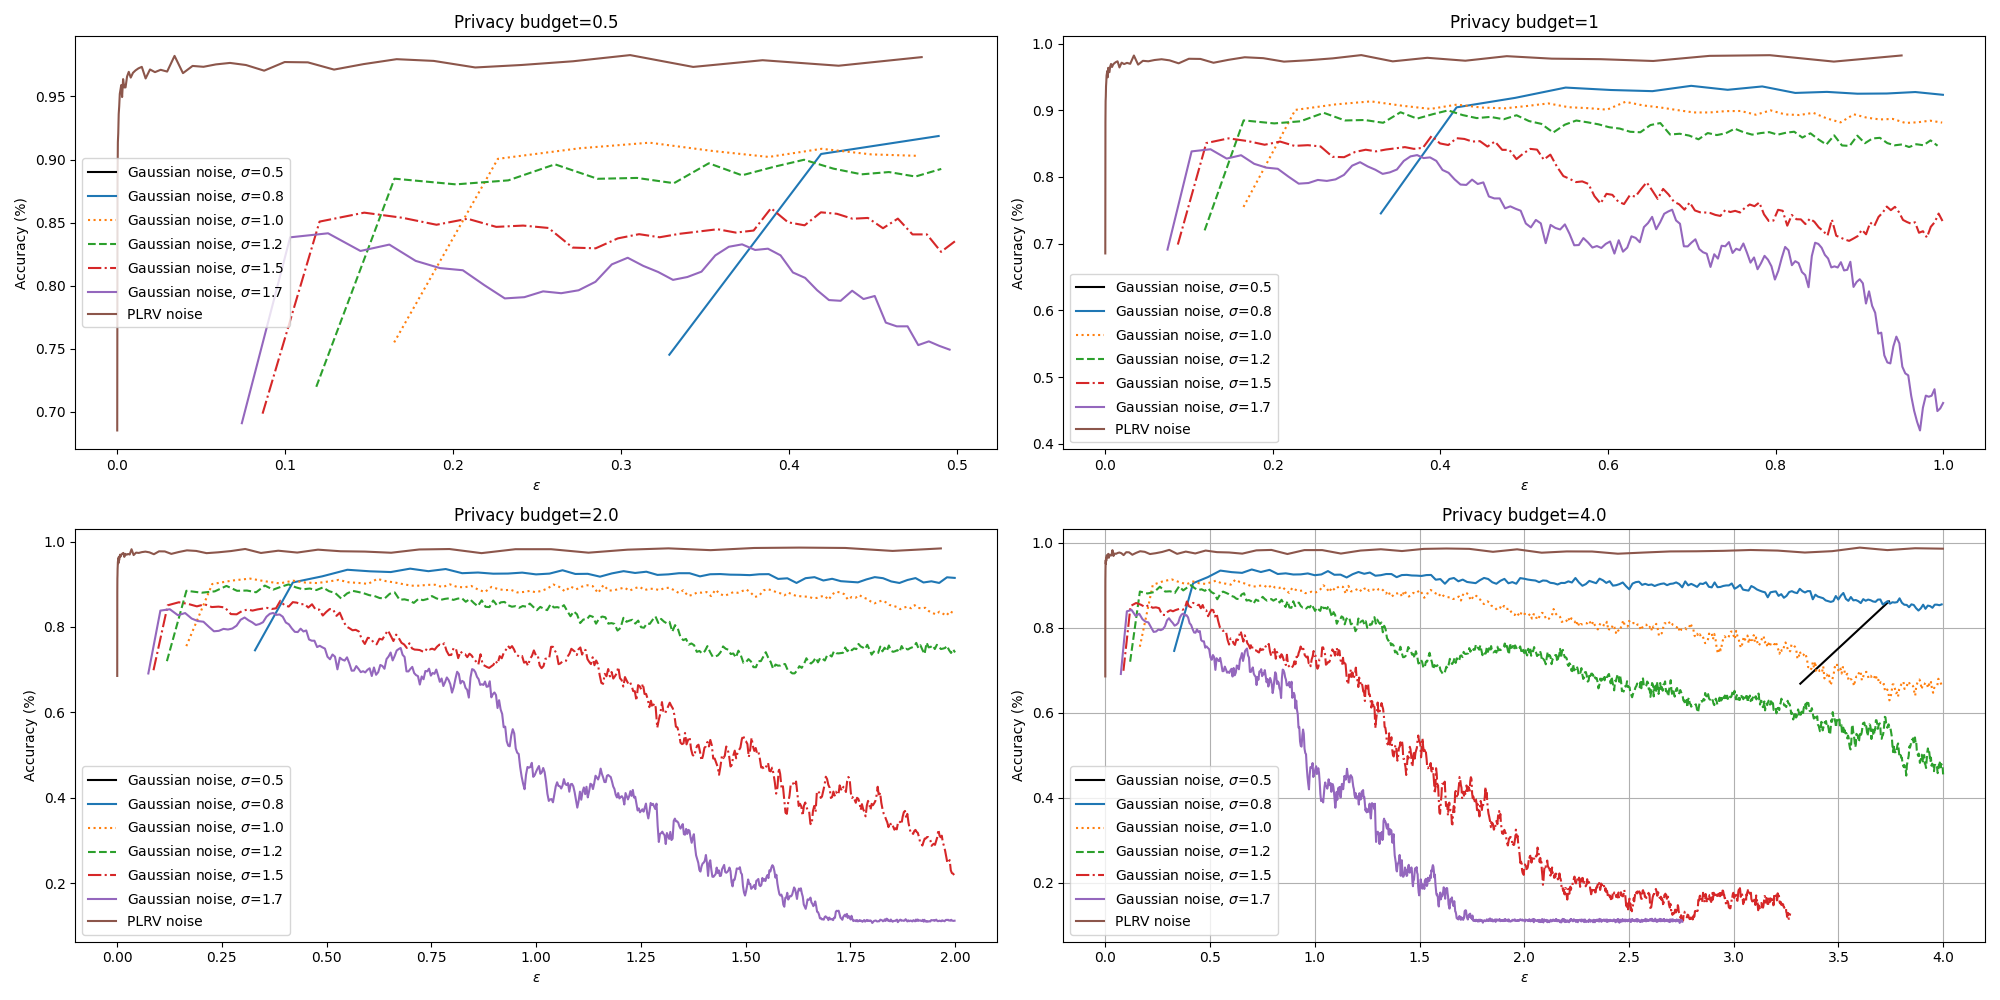 Privacy budget=0.5
Accuracy (%)
0.95
0.90
0.85
0.80
0.75
0.70
Gaussian noise, σ=0.5
Gaussian noise, σ=0.8
Gaussian noise, σ=1.0
Gaussian noise, σ=1.2
Gaussian noise, σ=1.5
Gaussian noise, σ=1.7
PLRV noise
0.0 0.1 0.2 0.3 0.4 0.5
ε
Privacy budget=1
Accuracy (%)
1.0
0.9
0.8
0.7
0.6
0.5
0.4
Gaussian noise, σ=0.5
Gaussian noise, σ=0.8
Gaussian noise, σ=1.0
Gaussian noise, σ=1.2
Gaussian noise, σ=1.5
Gaussian noise, σ=1.7
PLRV noise
0.0 0.2 0.4 0.6 0.8 1.0
ε
Privacy budget=2.0
Accuracy (%)
1.0
0.8
0.6
0.4
0.2
Gaussian noise, σ=0.5
Gaussian noise, σ=0.8
Gaussian noise, σ=1.0
Gaussian noise, σ=1.2
Gaussian noise, σ=1.5
Gaussian noise, σ=1.7
PLRV noise
0.00 0.25 0.50 0.75 1.00 1.25 1.50 1.75 2.00
ε
Privacy budget=4.0
Accuracy (%)
1.0
0.8
0.6
0.4
0.2
Gaussian noise, σ=0.5
Gaussian noise, σ=0.8
Gaussian noise, σ=1.0
Gaussian noise, σ=1.2
Gaussian noise, σ=1.5
Gaussian noise, σ=1.7
PLRV noise
0.0 0.5 1.0 1.5 2.0 2.5 3.0 3.5 4.0
ε